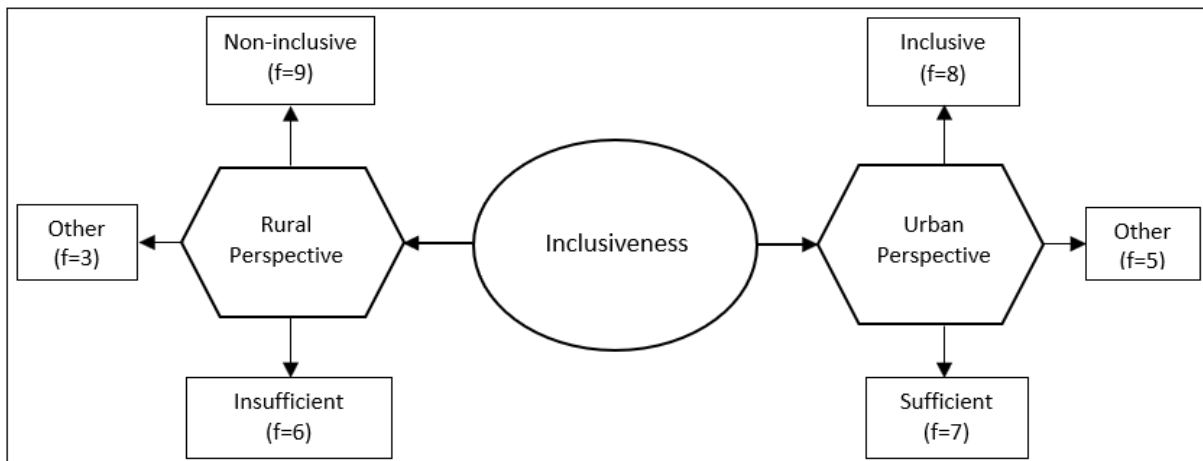 Non-inclusive
(f=9)
Inclusive
(f=8)
Other
(f=3)
Rural
Perspective
Inclusiveness
Urban
Perspective
Other
(f=5)
Insufficient
(f=6)
Sufficient
(f=7)